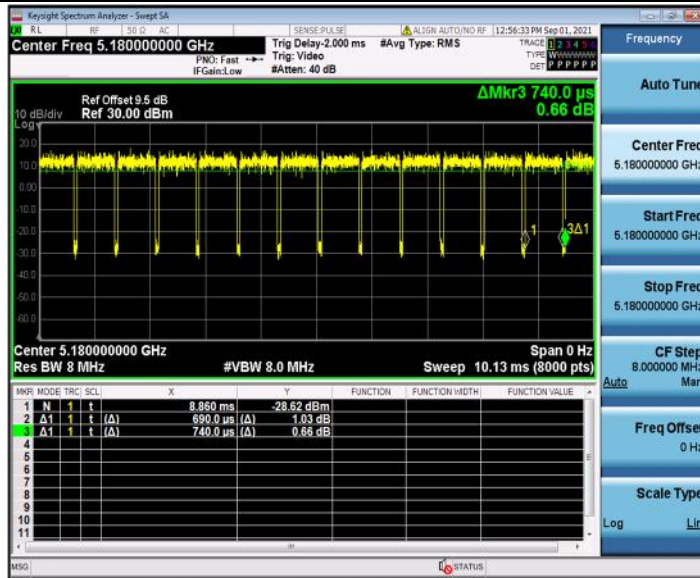 Keysight Spectrum Analyzer - Swept SA
RL RF 50 Ω AC SENSE:PULSE ALIGN AUTO/NO RF 12:56:33 PM Sep 01, 2021
Center Freq 5.180000000 GHz
Trig Delay-2.000 ms #Avg Type: RMS
TRACE 1 2 3 4 5 6
PNO: Fast Trig: Video
TYPE WWWWWW
IFGain:Low #Atten: 40 dB
DET P P P P P P
Frequency
Auto Tune
Center Freq
5.180000000 GHz
Start Freq
5.180000000 GHz
Stop Freq
5.180000000 GHz
CF Step
8.000000 MHz
Auto Man
Freq Offset
0 Hz
Scale Type
Log Lin
ΔMkr3 740.0 µs
0.66 dB
Ref Offset 9.5 dB
10 dB/div Ref 30.00 dBm
Log
20.0
10.0
0.00
-10.0
-20.0
-30.0
-40.0
-50.0
-60.0
1 3Δ1
Center 5.180000000 GHz Span 0 Hz
Res BW 8 MHz #VBW 8.0 MHz Sweep 10.13 ms (8000 pts)
MKR MODE TRC SCL X Y FUNCTION FUNCTION WIDTH FUNCTION VALUE
1 N 1 t 8.860 ms -28.62 dBm
2 Δ1 1 t (Δ) 690.0 µs (Δ) 1.03 dB
3 Δ1 1 t (Δ) 740.0 µs (Δ) 0.66 dB
4
5
6
7
8
9
10
11
MSG STATUS